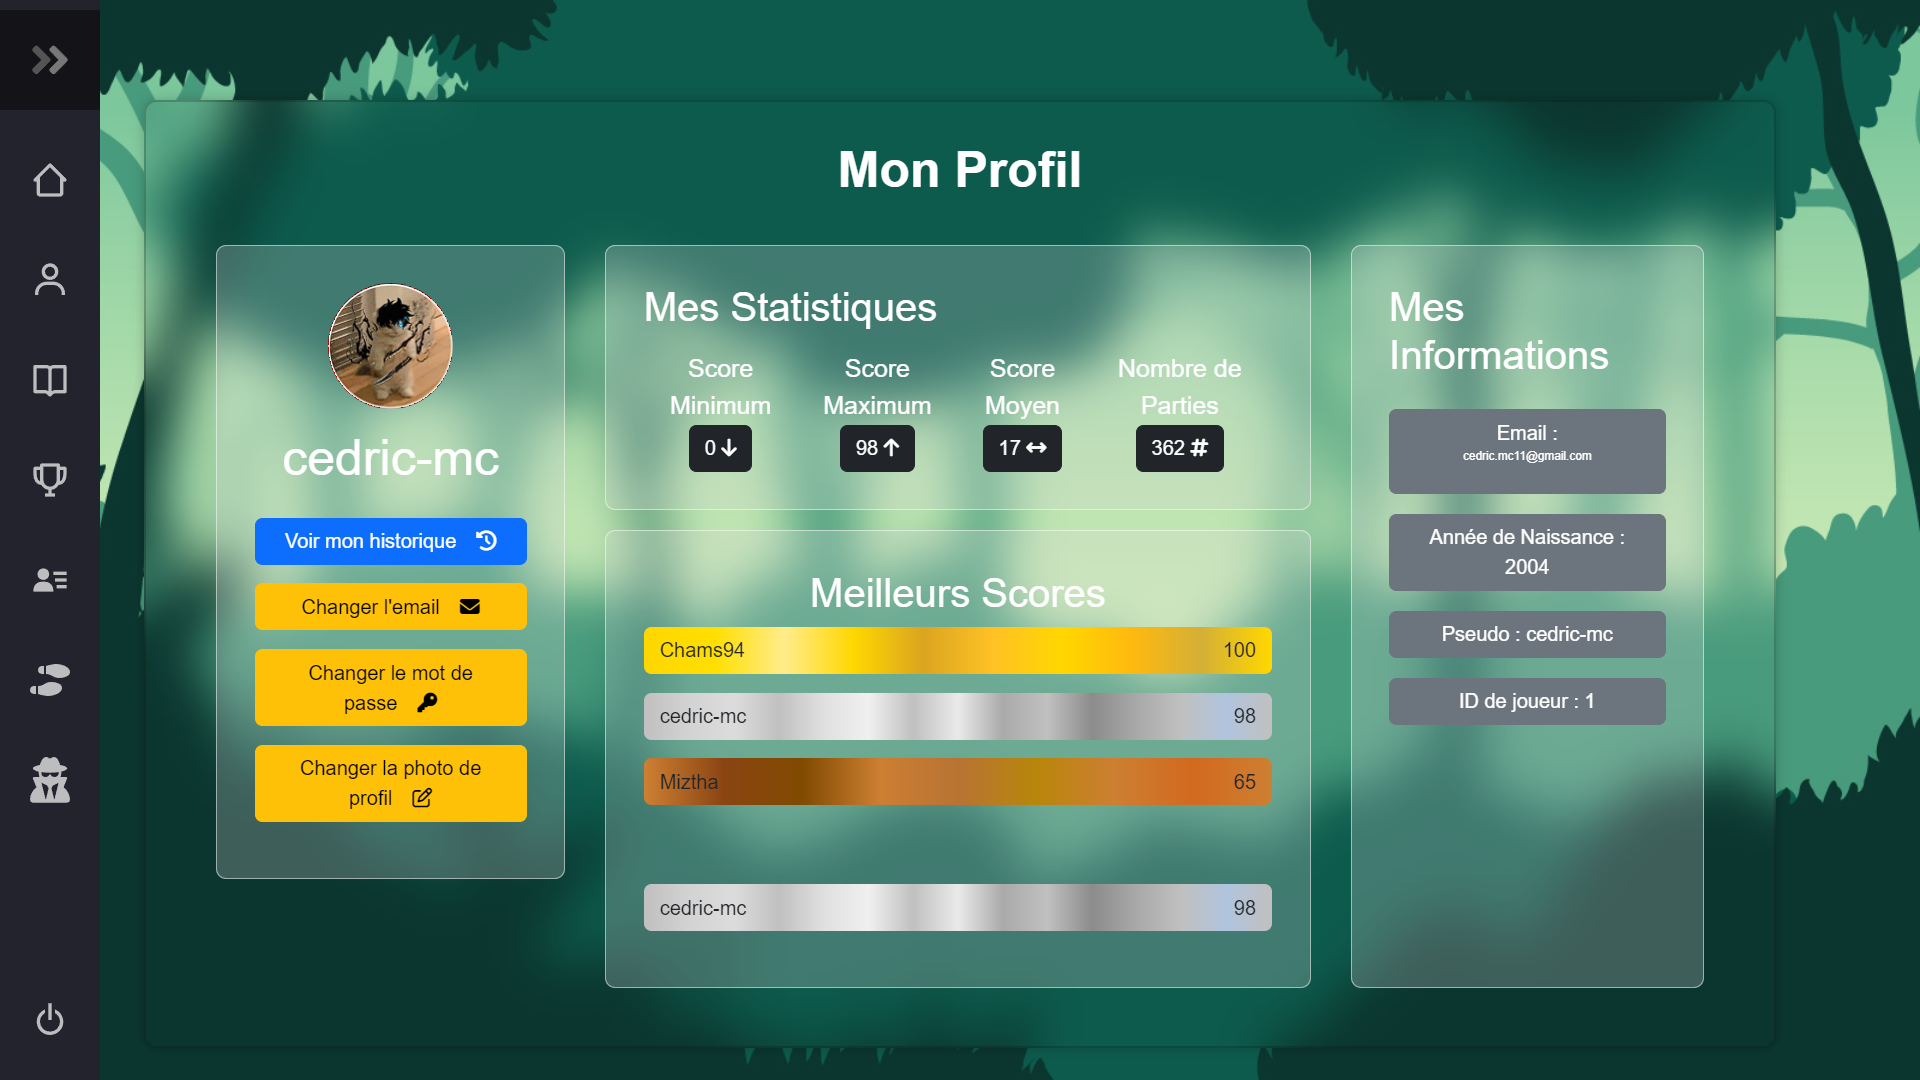 Mon Profil
cedric-mc
Voir mon historique
Changer l'email
Changer le mot de
passe
Changer la photo de
profil
Mes Statistiques
Score
Minimum
0
Score
Maximum
98
Score
Moyen
17
Nombre de
Parties
362 #
Meilleurs Scores
Chams94 100
cedric-mc 98
Miztha 65
cedric-mc 98
Mes
Informations
Email :
cedric.mc11@gmail.com
Année de Naissance :
2004
Pseudo : cedric-mc
ID de joueur : 1